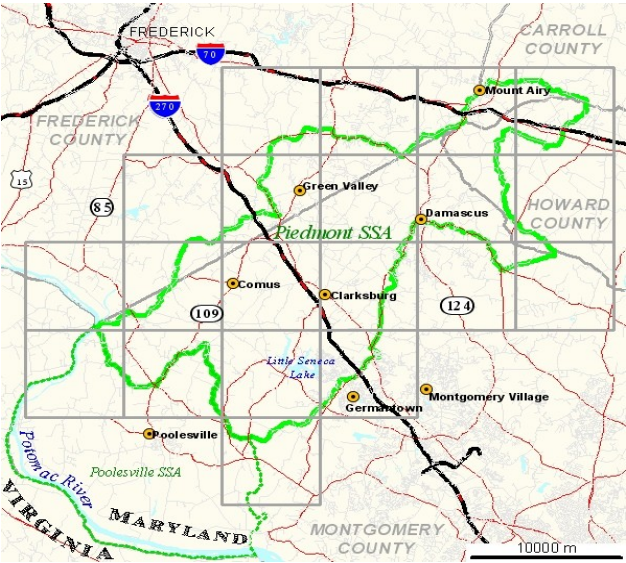 FREDERICK
CARROLL
COUNTY
70
Mount Airy
270
FREDERICK
COUNTY
15
85
Green Valley
HOWARD
COUNTY
Damascus
Piedmont SSA
Comus
Clarksburg
109
124
Little Seneca
Lake
Germantown
Montgomery Village
Poolesville
Poolesville SSA
Potomac River
VIRGINIA
MARYLAND
MONTGOMERY
COUNTY
10000 m